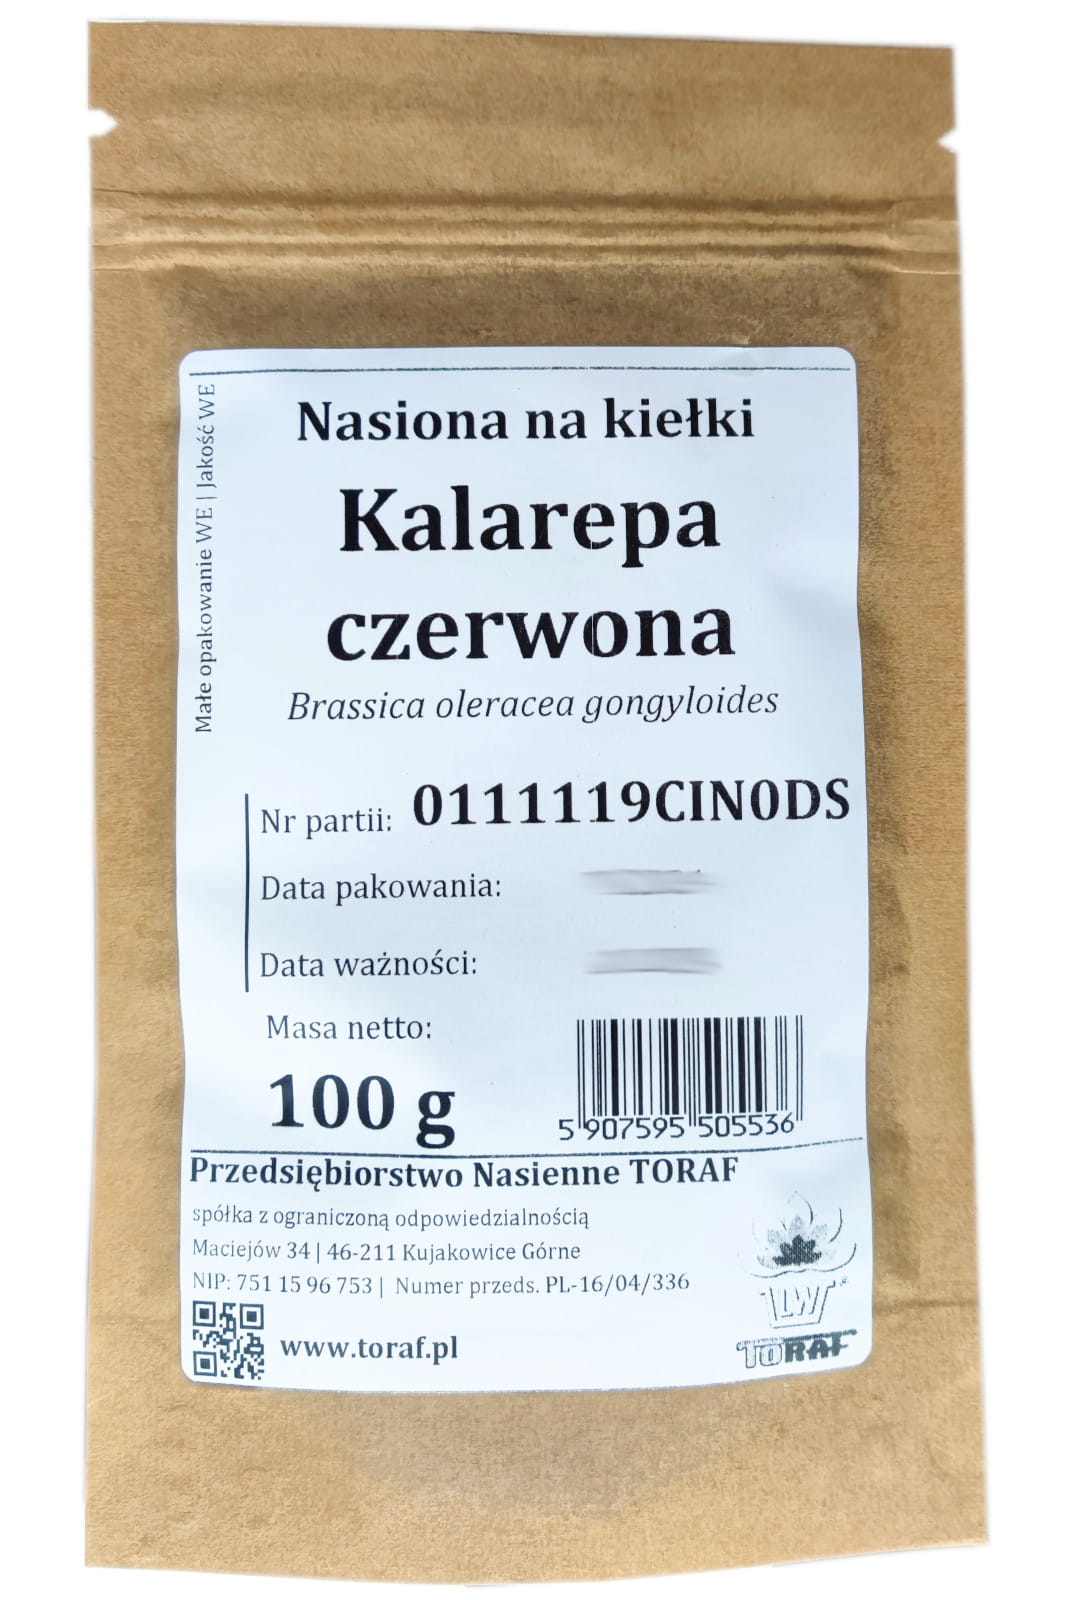 Małe opakowanie WE | Jakość WE
Nasiona na kiełki
Kalarepa
czerwona
Brassica oleracea gongyloides
Nr partii: 0111119CIN0DS
Data pakowania:
Data ważności:
Masa netto:
100 g
5 907595 505536
Przedsiębiorstwo Nasienne TORAF
spółka z ograniczoną odpowiedzialnością
Maciejów 34 | 46-211 Kujakowice Górne
NIP: 751 15 96 753 | Numer przeds. PL-16/04/336
www.toraf.pl
LW
TORAF